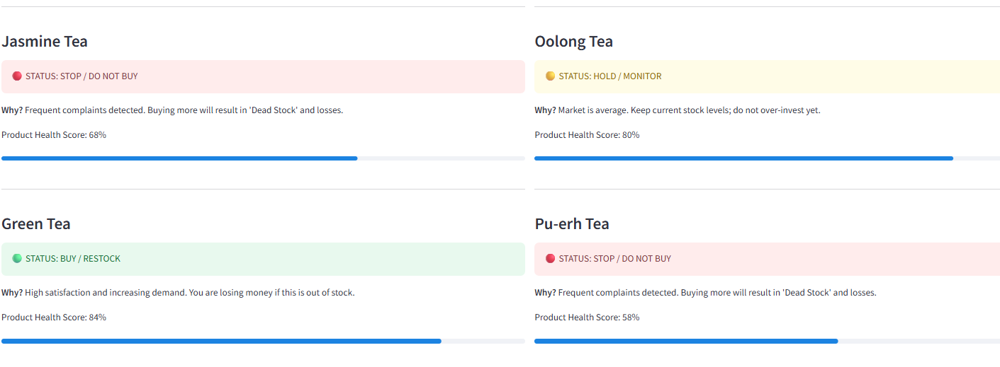 Jasmine Tea
STATUS: STOP / DO NOT BUY
Why? Frequent complaints detected. Buying more will result in 'Dead Stock' and losses.
Product Health Score: 68%
Oolong Tea
STATUS: HOLD / MONITOR
Why? Market is average. Keep current stock levels; do not over-invest yet.
Product Health Score: 80%
Green Tea
STATUS: BUY / RESTOCK
Why? High satisfaction and increasing demand. You are losing money if this is out of stock.
Product Health Score: 84%
Pu-erh Tea
STATUS: STOP / DO NOT BUY
Why? Frequent complaints detected. Buying more will result in 'Dead Stock' and losses.
Product Health Score: 58%